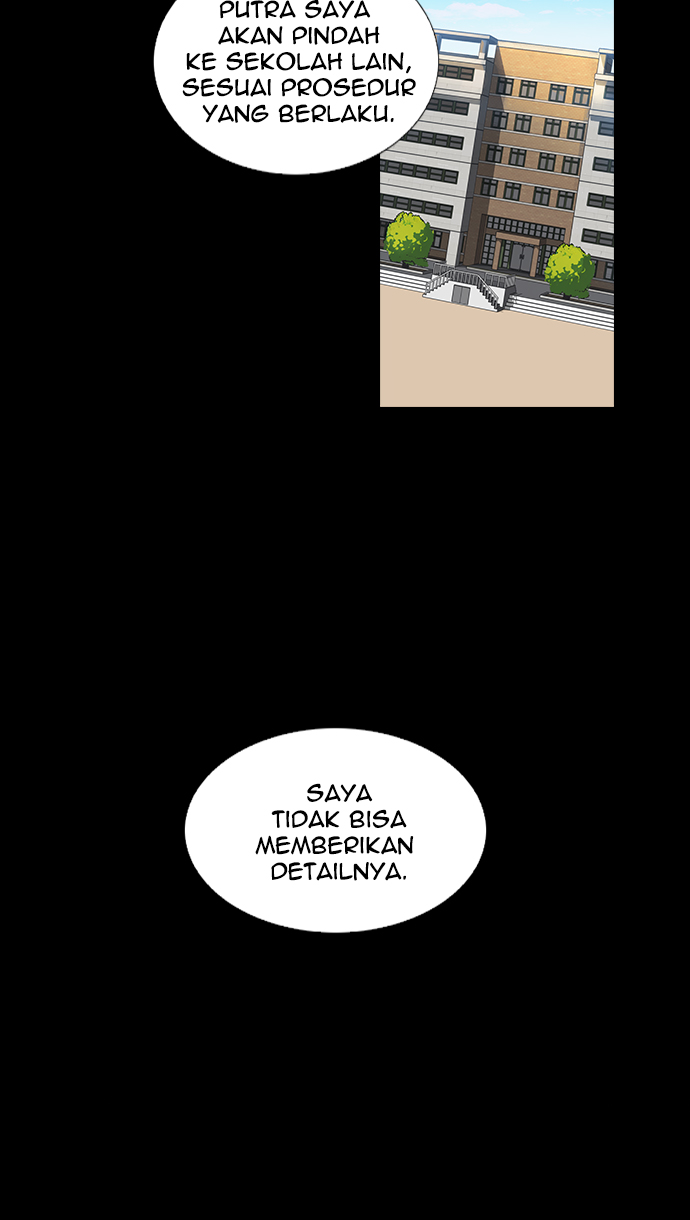 PUTRA SAYA
AKAN PINDAH
KE SEKOLAH LAIN,
SESUAI PROSEDUR
YANG BERLAKU.
SAYA
TIDAK BISA
MEMBERIKAN
DETAILNYA.